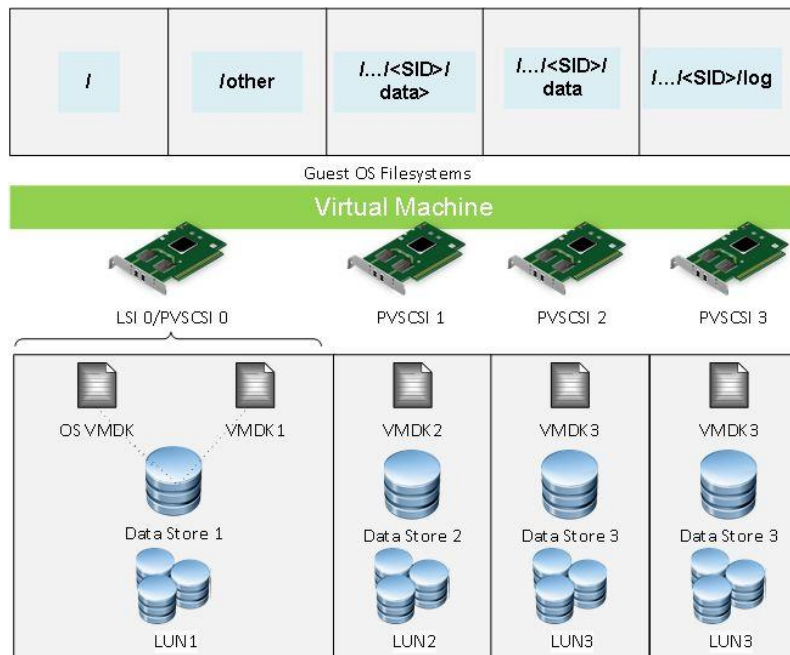 /
/other
/…/<SID>/
data>
/…/<SID>/
data
/…/<SID>/log
Guest OS Filesystems
Virtual Machine
LSI 0/PVSCSI 0
PVSCSI 1
PVSCSI 2
PVSCSI 3
OS VMDK
VMDK1
VMDK2
VMDK3
VMDK3
Data Store 1
Data Store 2
Data Store 3
Data Store 3
LUN1
LUN2
LUN3
LUN3